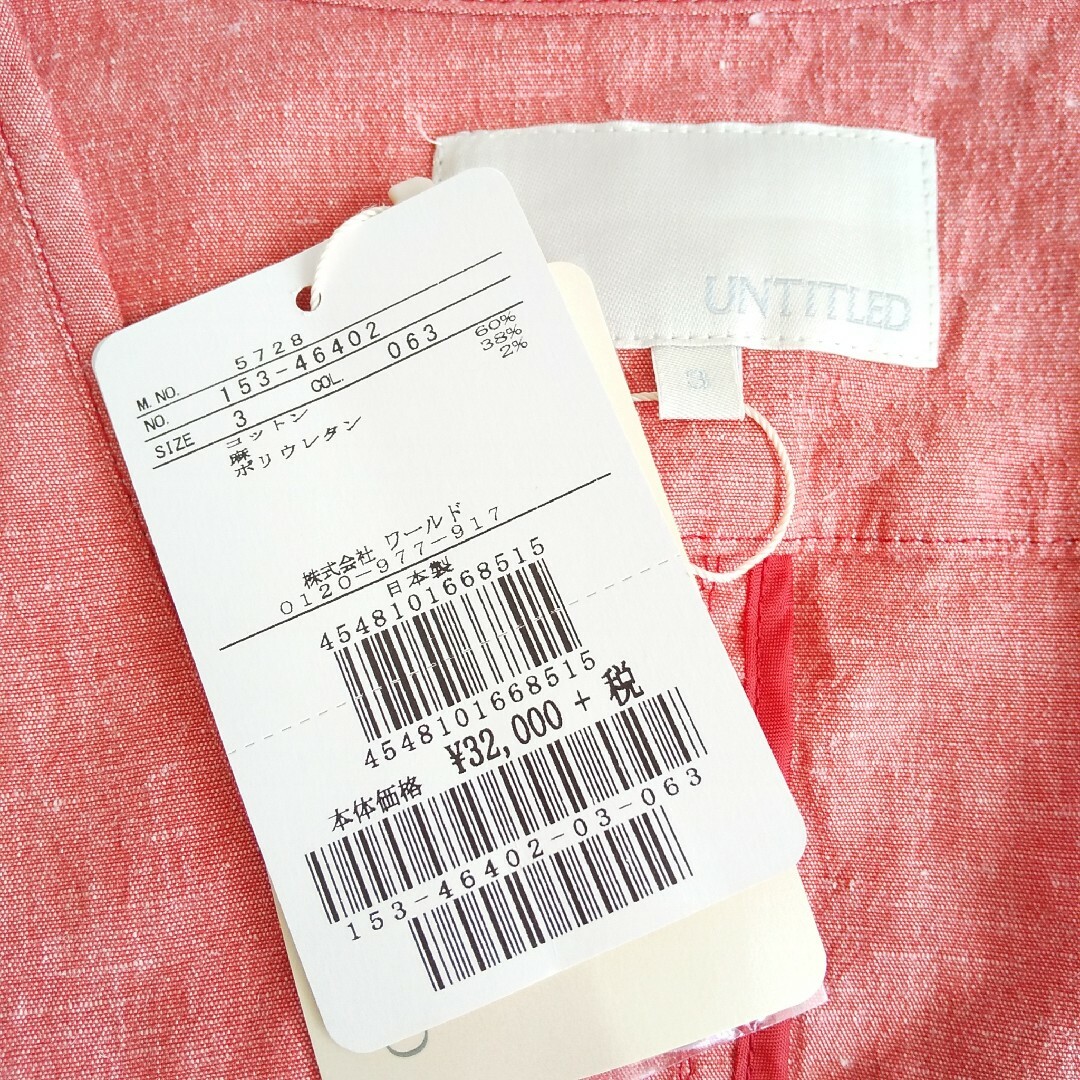 M. NO. 5728
NO. 153-46402
SIZE 3 COL. 063
コットン 60%
麻 38%
ポリウレタン 2%
株式会社 ワールド
0120-977-917
日本製
4548101668515
4548101668515
本体価格 ¥32,000 + 税
153-46402-03-063
UNTITLED
3